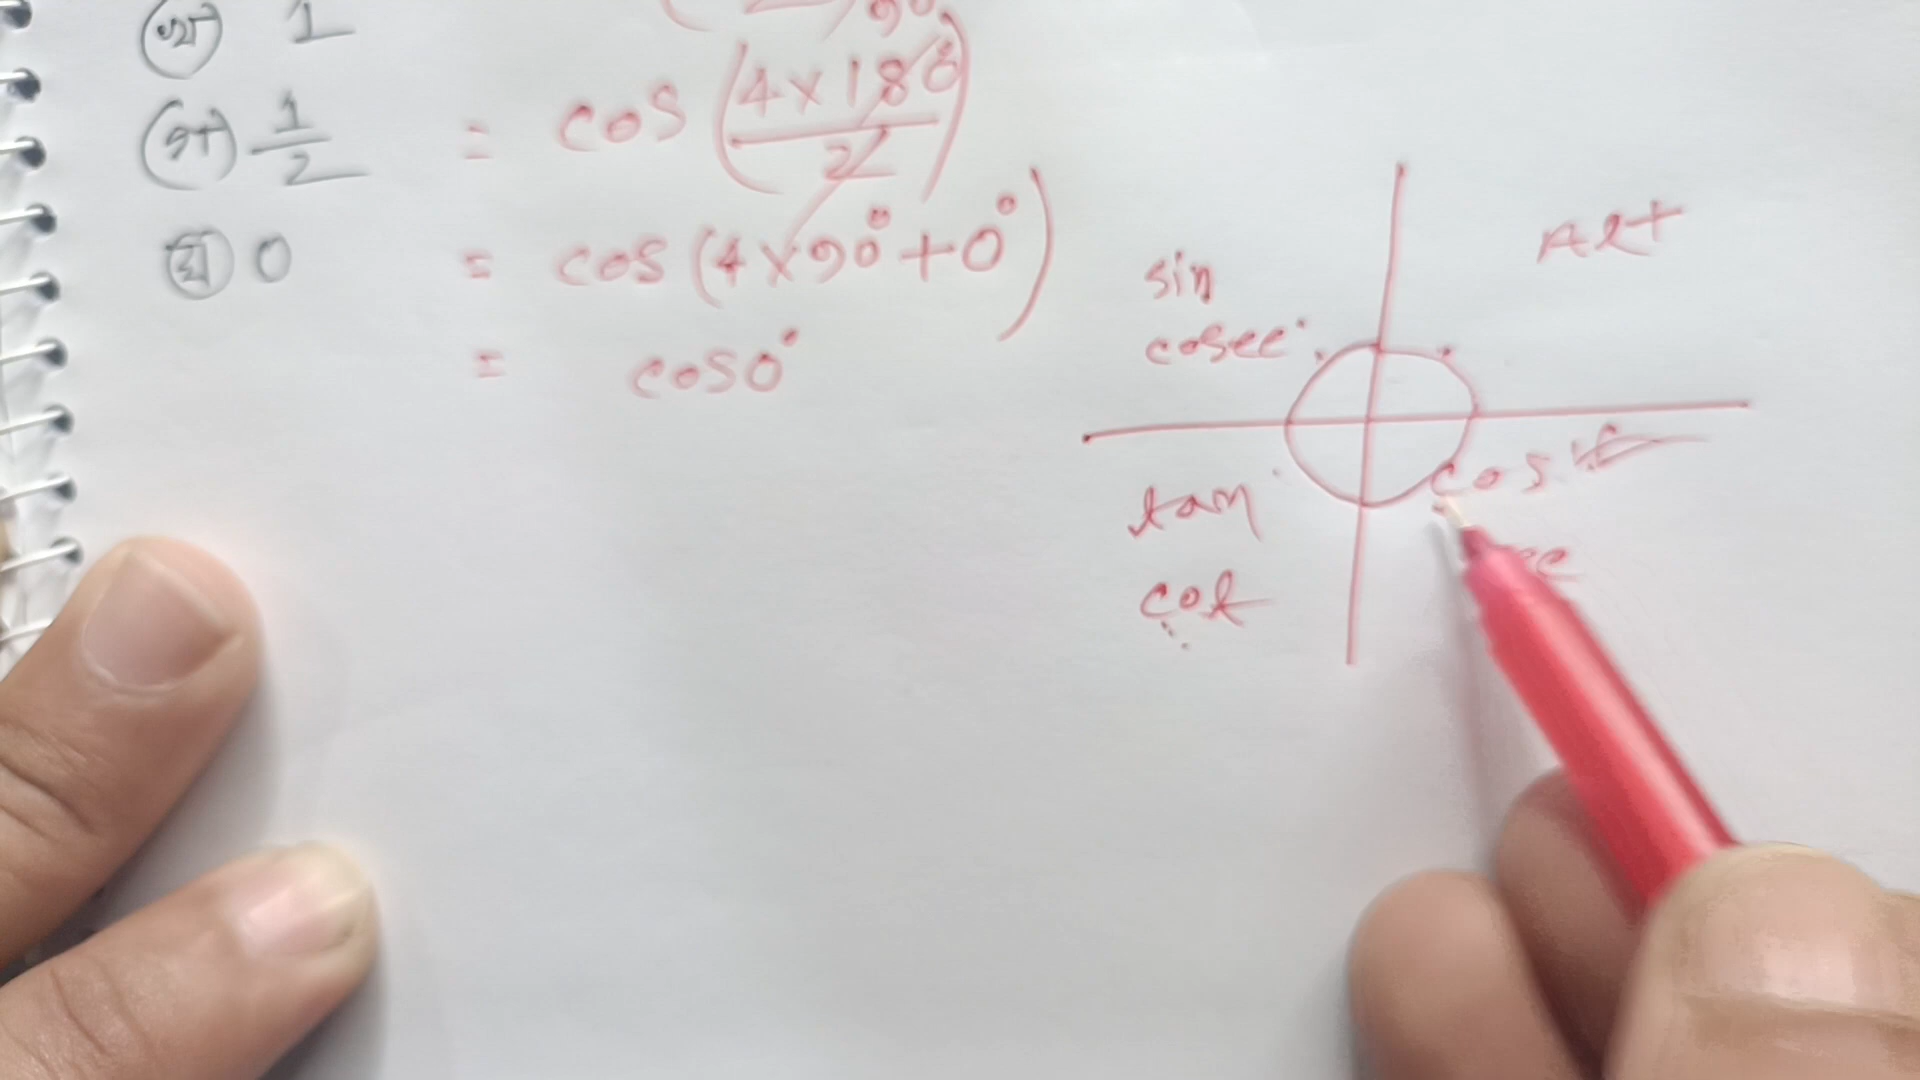 (খ) 1
(গ) 1/2
= cos (4×180°/2)
(ঘ) 0
= cos (4×90°+0°)
= cos0°
All+
sin
cosec
cos +
tan
cot